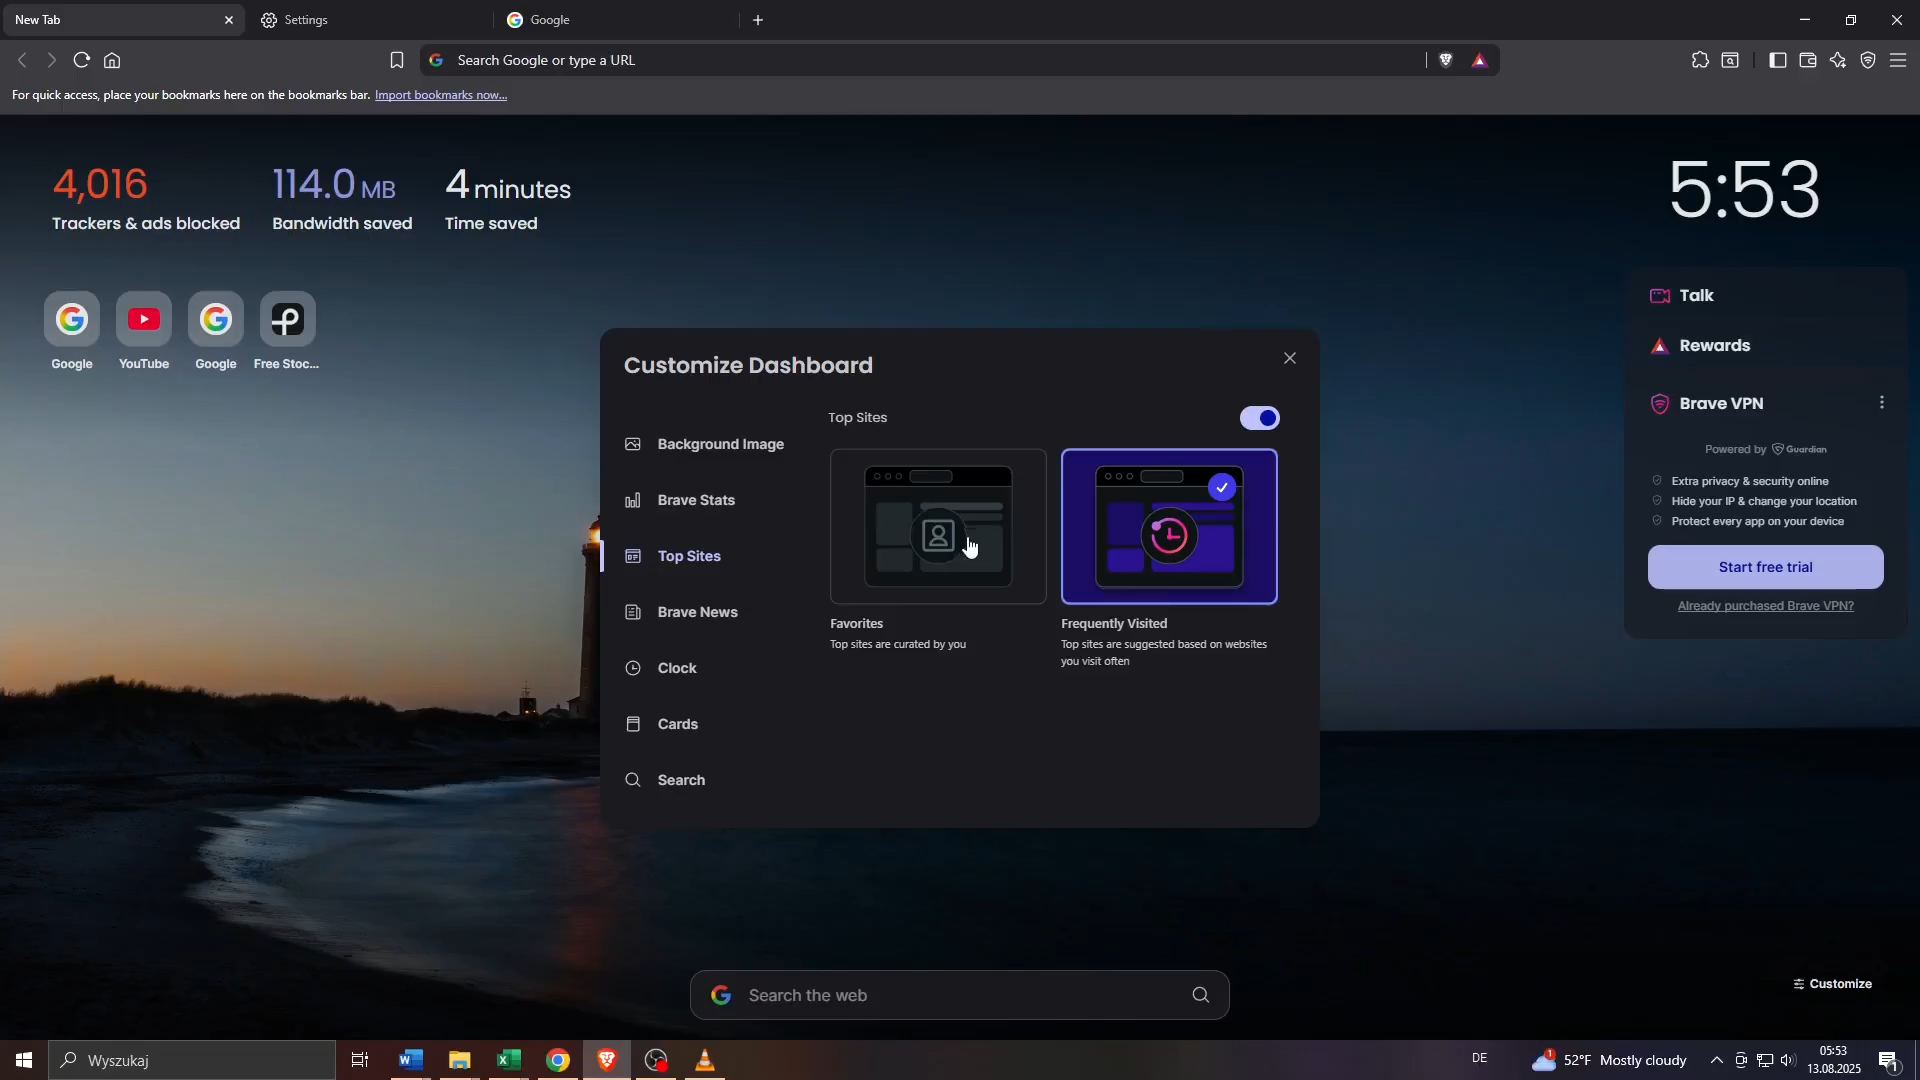 New Tab
Settings
Google
Search Google or type a URL
For quick access, place your bookmarks here on the bookmarks bar. Import bookmarks now...
4,016
Trackers & ads blocked
114.0 MB
Bandwidth saved
4 minutes
Time saved
5:53
Google
YouTube
Google
Free Stoc...
Talk
Rewards
Brave VPN
Powered by Guardian
Extra privacy & security online
Hide your IP & change your location
Protect every app on your device
Start free trial
Already purchased Brave VPN?
Customize Dashboard
Background Image
Brave Stats
Top Sites
Brave News
Clock
Cards
Search
Top Sites
Favorites
Top sites are curated by you
Frequently Visited
Top sites are suggested based on websites
you visit often
Search the web
Customize
Wyszukaj
DE
1
52°F Mostly cloudy
05:53
13.08.2025
1